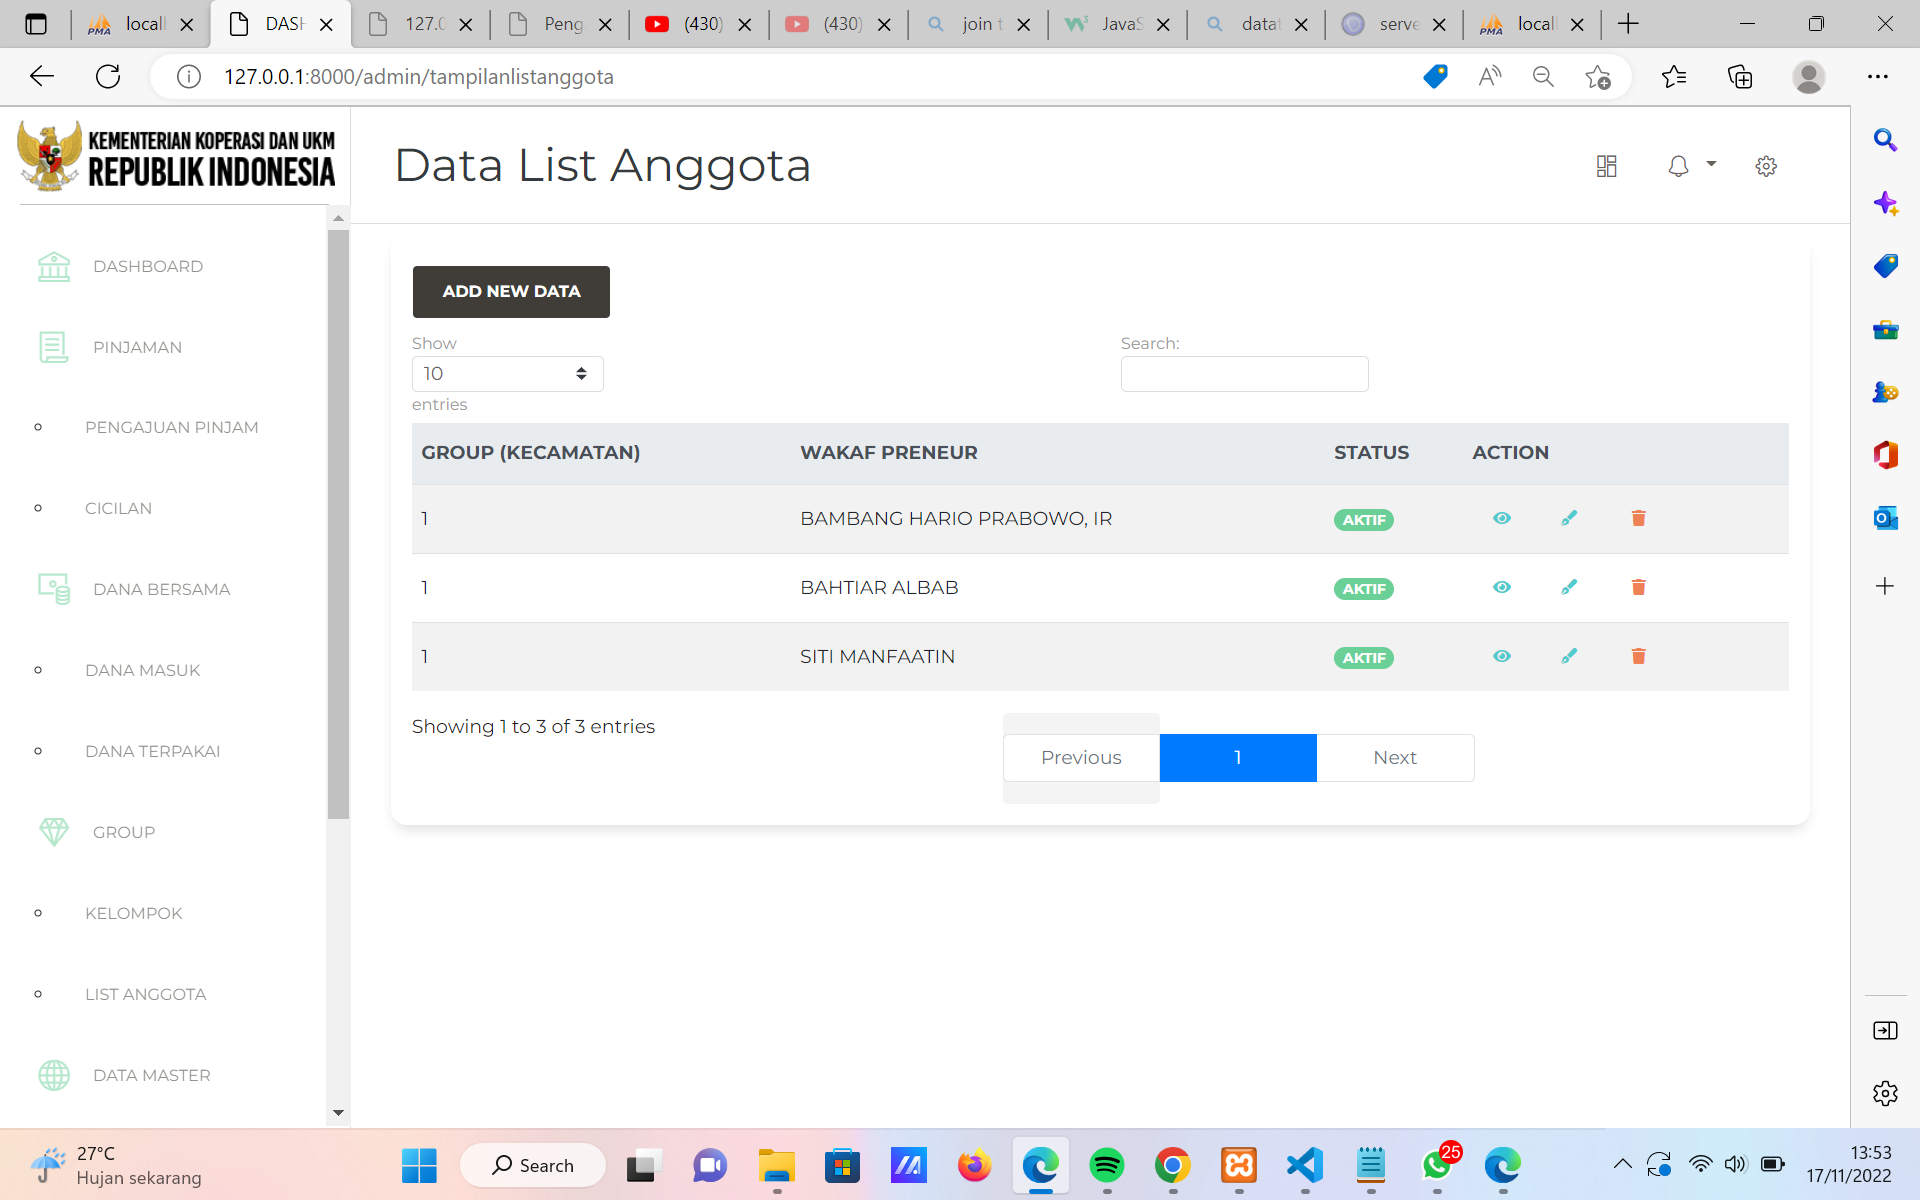 locall
DASH
127.0
Peng
(430)
(430)
join t
JavaS
datat
serve
locall
127.0.0.1:8000/admin/tampilanlistanggota
KEMENTERIAN KOPERASI DAN UKM
REPUBLIK INDONESIA
Data List Anggota
DASHBOARD
PINJAMAN
PENGAJUAN PINJAM
CICILAN
DANA BERSAMA
DANA MASUK
DANA TERPAKAI
GROUP
KELOMPOK
LIST ANGGOTA
DATA MASTER
ADD NEW DATA
Show
10
entries
Search:
GROUP (KECAMATAN) WAKAF PRENEUR STATUS ACTION
1 BAMBANG HARIO PRABOWO, IR AKTIF
1 BAHTIAR ALBAB AKTIF
1 SITI MANFAATIN AKTIF
Showing 1 to 3 of 3 entries
Previous 1 Next
27°C
Hujan sekarang
Search
25
13:53
17/11/2022